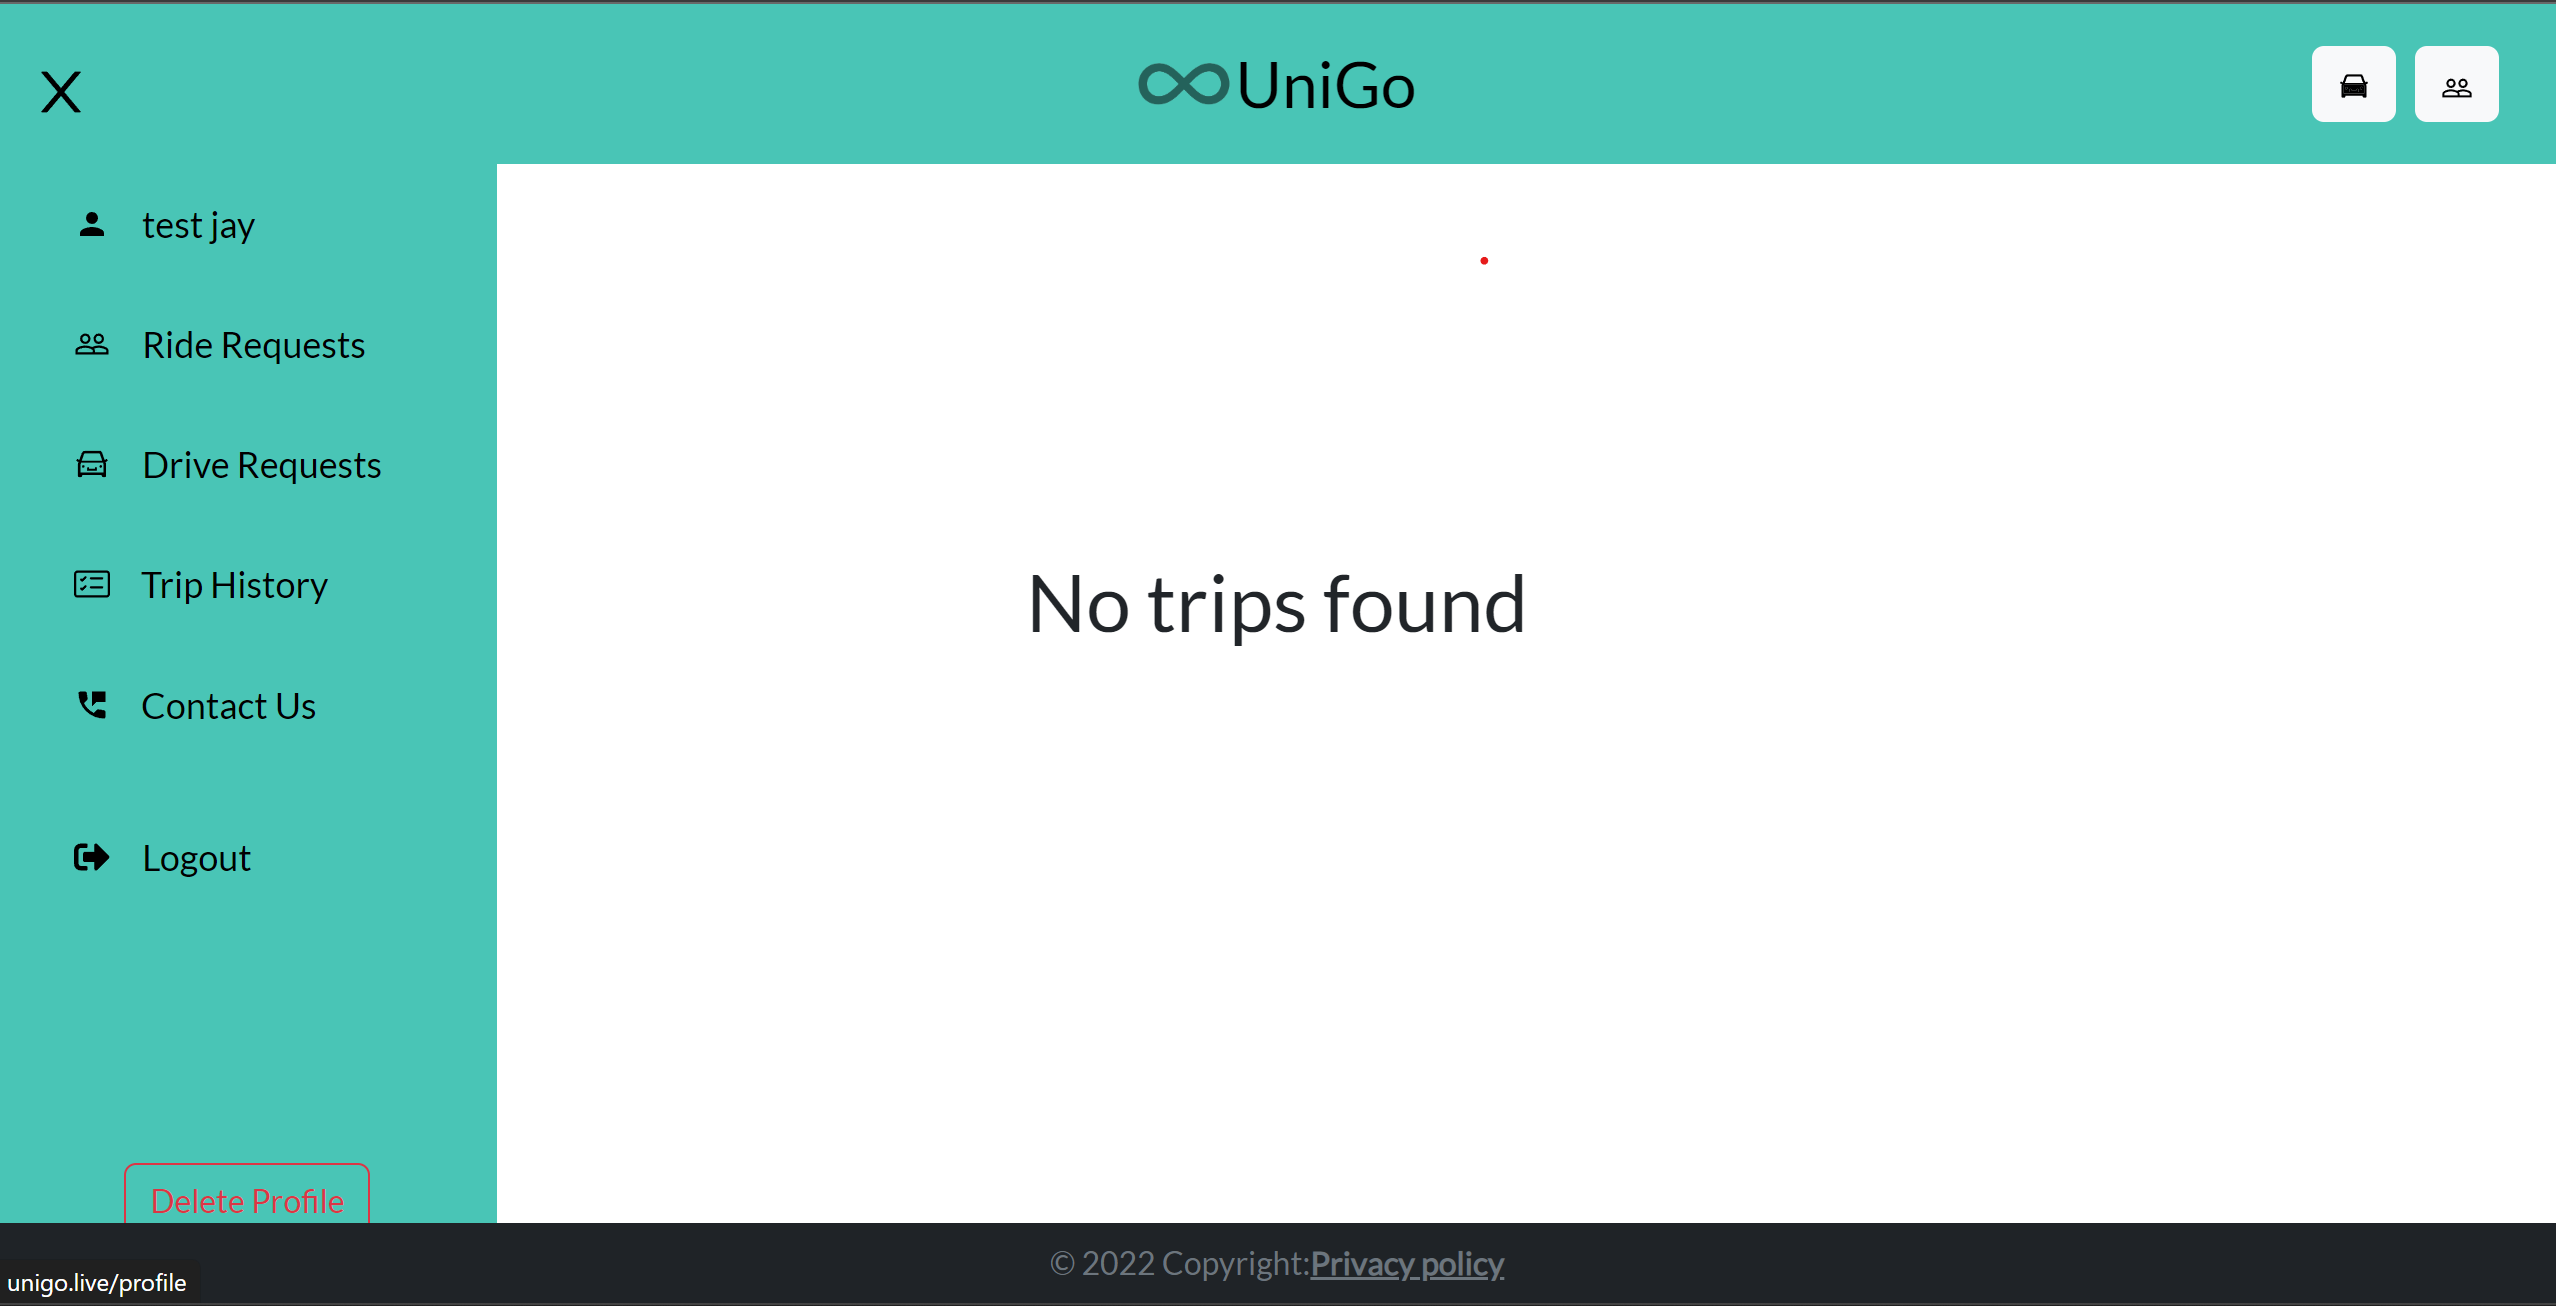 UniGo
test jay
Ride Requests
Drive Requests
Trip History
Contact Us
Logout
Delete Profile
No trips found
© 2022 Copyright:Privacy policy
unigo.live/profile